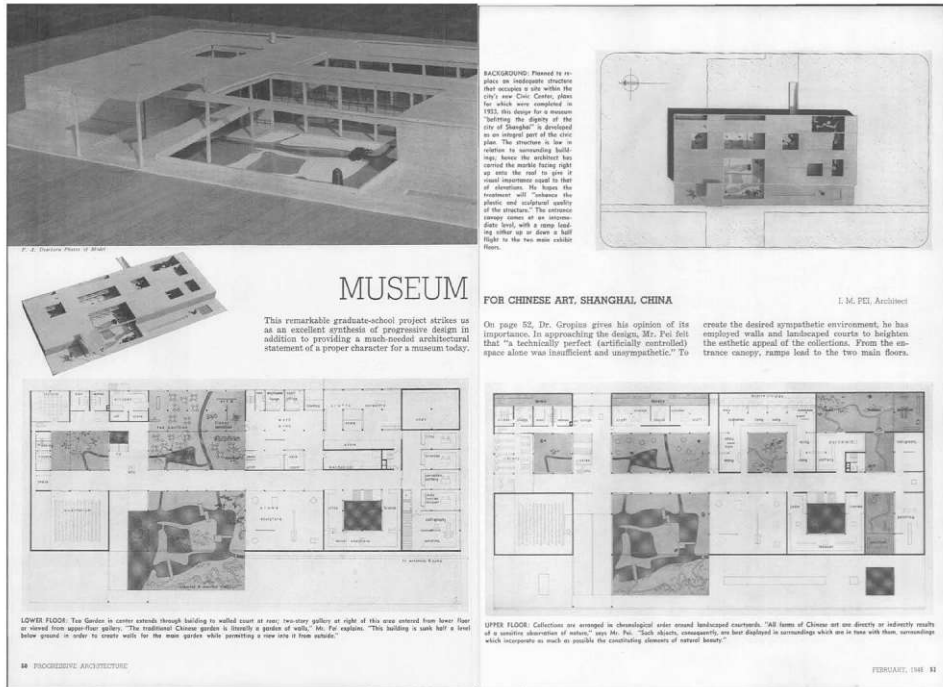 BACKGROUND: Planned to re-
place an inadequate structure
that occupies a site within the
city's new Civic Center, plans
for which were completed in
1933, this design for a museum
"befitting the dignity of the
city of Shanghai" is developed
as an integral part of the civic
plan. The structure is low in
relation to surrounding build-
ings; hence the architect has
carried the marble facing right
up onto the roof to give it
visual importance equal to that
of elevations. He hopes the
treatment will "enhance the
plastic and sculptural quality
of the structure." The entrance
canopy comes at an interme-
diate level, with a ramp lead-
ing either up or down a half
flight to the two main exhibit
floors.
MUSEUM
This remarkable graduate-school project strikes us
as an excellent synthesis of progressive design in
addition to providing a much-needed architectural
statement of a proper character for a museum today.
FOR CHINESE ART, SHANGHAI CHINA
I. M. PEI, Architect
On page 52, Dr. Gropius gives his opinion of its
importance. In approaching the design, Mr. Pei felt
that "a technically perfect (artificially controlled)
space alone was insufficient and unsympathetic." To
create the desired sympathetic environment, he has
employed walls and landscaped courts to heighten
the esthetic appeal of the collections. From the en-
trance canopy, ramps lead to the two main floors.
LOWER FLOOR: Tea Garden in center extends through building to walled court at rear; two-story gallery at right of this area entered from lower floor
or viewed from upper-floor gallery. "The traditional Chinese garden is literally a garden of walls," Mr. Pei explains. "This building is sunk half a level
below ground in order to create walls for the main garden while permitting a view into it from outside."
UPPER FLOOR: Collections are arranged in chronological order around landscaped courtyards. "All forms of Chinese art are directly or indirectly results
of a sensitive observation of nature," says Mr. Pei. "Such objects, consequently, are best displayed in surroundings which are in tune with them, surroundings
which incorporate as much as possible the constituting elements of natural beauty."
50 PROGRESSIVE ARCHITECTURE
FEBRUARY, 1948 51